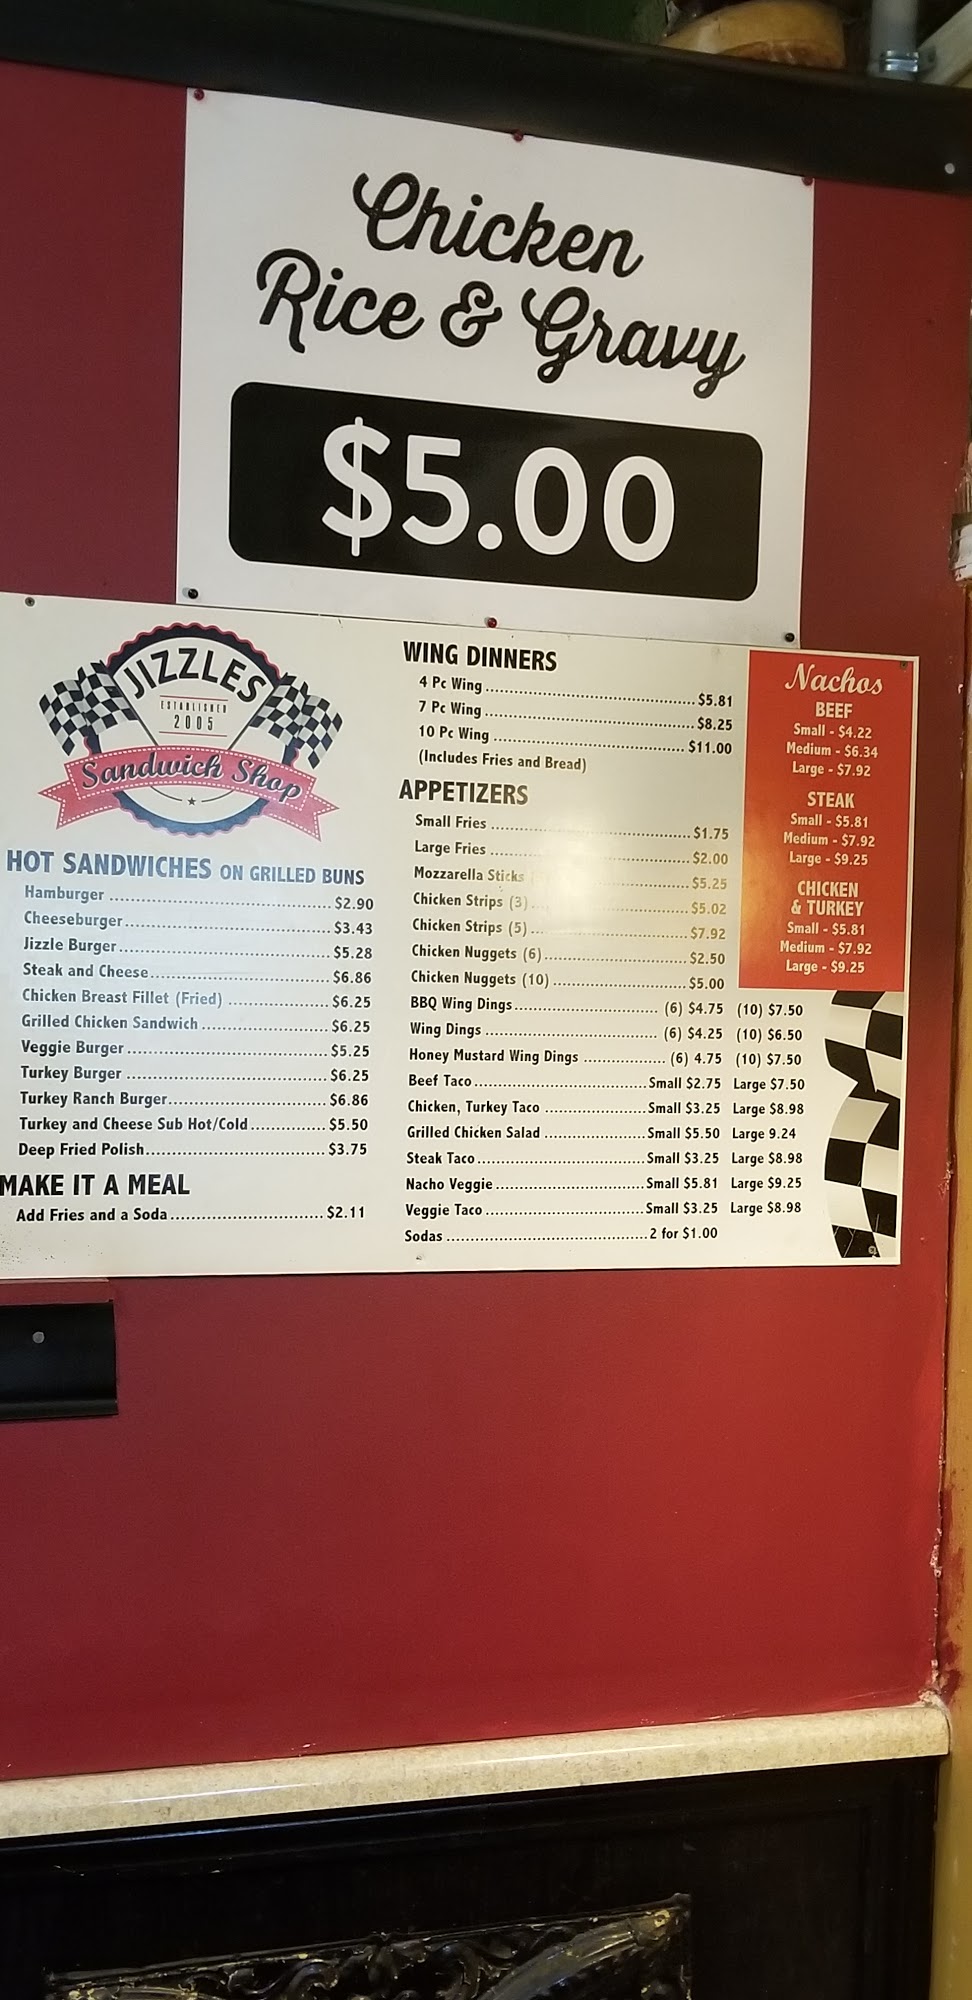 Chicken
Rice & Gravy
$5.00
JIZZLES
ESTABLISHED
2005
Sandwich Shop
HOT SANDWICHES ON GRILLED BUNS
Hamburger $2.90
Cheeseburger $3.43
Jizzle Burger $5.28
Steak and Cheese $6.86
Chicken Breast Fillet (Fried) $6.25
Grilled Chicken Sandwich $6.25
Veggie Burger $5.25
Turkey Burger $6.25
Turkey Ranch Burger $6.86
Turkey and Cheese Sub Hot/Cold $5.50
Deep Fried Polish $3.75
MAKE IT A MEAL
Add Fries and a Soda $2.11
WING DINNERS
4 Pc Wing $5.81
7 Pc Wing $8.25
10 Pc Wing $11.00
(Includes Fries and Bread)
APPETIZERS
Small Fries $1.75
Large Fries $2.00
Mozzarella Sticks $5.25
Chicken Strips (3) $5.02
Chicken Strips (5) $7.92
Chicken Nuggets (6) $2.50
Chicken Nuggets (10) $5.00
BBQ Wing Dings (6) $4.75 (10) $7.50
Wing Dings (6) $4.25 (10) $6.50
Honey Mustard Wing Dings (6) 4.75 (10) $7.50
Beef Taco Small $2.75 Large $7.50
Chicken, Turkey Taco Small $3.25 Large $8.98
Grilled Chicken Salad Small $5.50 Large 9.24
Steak Taco Small $3.25 Large $8.98
Nacho Veggie Small $5.81 Large $9.25
Veggie Taco Small $3.25 Large $8.98
Sodas 2 for $1.00
Nachos
BEEF
Small - $4.22
Medium - $6.34
Large - $7.92
STEAK
Small - $5.81
Medium - $7.92
Large - $9.25
CHICKEN
& TURKEY
Small - $5.81
Medium - $7.92
Large - $9.25